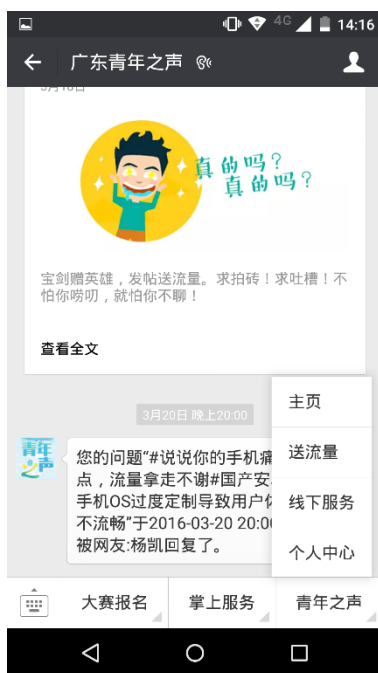 4G 14:16
广东青年之声
3月18日
真的吗？
真的吗？
宝剑赠英雄，发帖送流量。求拍砖！求吐槽！不
怕你唠叨，就怕你不聊！
查看全文
3月20日 晚上20:00
青年
之声
您的问题“#说说你的手机痛
点，流量拿走不谢#国产安
手机OS过度定制导致用户体
不流畅”于2016-03-20 20:00
被网友:杨凯回复了。
主页
送流量
线下服务
个人中心
大赛报名
掌上服务
青年之声